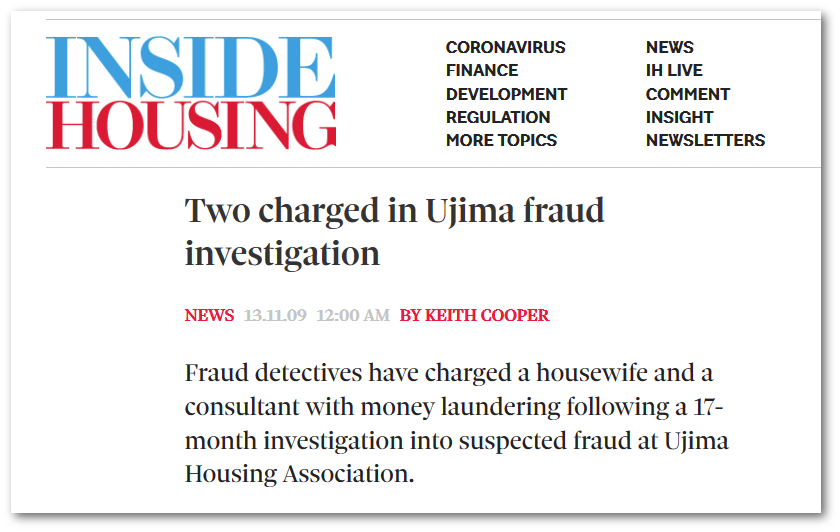 INSIDE
HOUSING
CORONAVIRUS
FINANCE
DEVELOPMENT
REGULATION
MORE TOPICS
NEWS
IH LIVE
COMMENT
INSIGHT
NEWSLETTERS
Two charged in Ujima fraud
investigation
NEWS 13.11.09 12:00 AM BY KEITH COOPER
Fraud detectives have charged a housewife and a
consultant with money laundering following a 17-
month investigation into suspected fraud at Ujima
Housing Association.